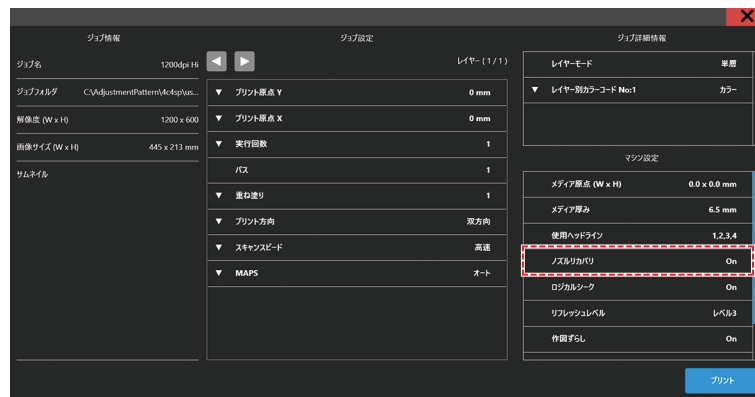 ジョブ情報
ジョブ名 1200dpi Hi
ジョブフォルダ C:\AdjustmentPattern\4c4sp\us...
解像度 (W x H) 1200 x 600
画像サイズ (W x H) 445 x 213 mm
サムネイル
ジョブ設定
レイヤー ( 1 / 1 )
▼ プリント原点 Y 0 mm
▼ プリント原点 X 0 mm
▼ 実行回数 1
パス 1
▼ 重ね塗り 1
▼ プリント方向 双方向
▼ スキャンスピード 高速
▼ MAPS オート
ジョブ詳細情報
レイヤーモード 単層
▼ レイヤー別カラーコード No:1 カラー
マシン設定
メディア原点 (W x H) 0.0 x 0.0 mm
メディア厚み 6.5 mm
使用ヘッドライン 1,2,3,4
ノズルリカバリ On
ロジカルシーク On
リフレッシュレベル レベル3
作図ずらし On
プリント